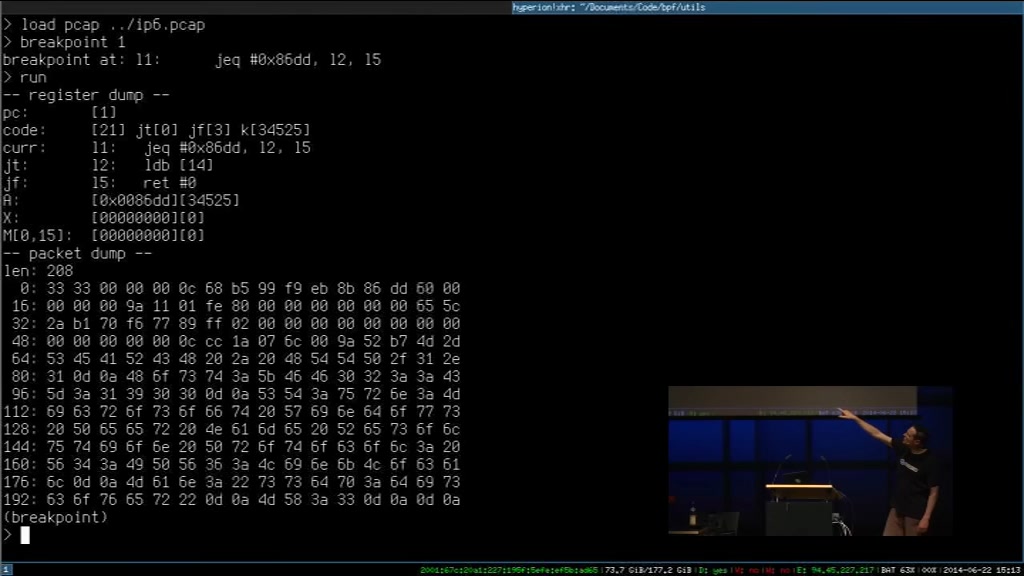 hyperion!xhr: ~/Documents/Code/bpf/utils
> load pcap ../ip6.pcap
> breakpoint 1
breakpoint at: l1:      jeq #0x86dd, l2, l5
> run
-- register dump --
pc:       [1]
code:     [21] jt[0] jf[3] k[34525]
curr:     l1:   jeq #0x86dd, l2, l5
jt:       l2:   ldb [14]
jf:       l5:   ret #0
A:        [0x0086dd][34525]
X:        [00000000][0]
M[0,15]:  [00000000][0]
-- packet dump --
len: 208
  0: 33 33 00 00 00 0c 68 b5 99 f9 eb 8b 86 dd 60 00
 16: 00 00 00 9a 11 01 fe 80 00 00 00 00 00 00 65 5c
 32: 2a b1 70 f6 77 89 ff 02 00 00 00 00 00 00 00 00
 48: 00 00 00 00 00 0c cc 1a 07 6c 00 9a 52 b7 4d 2d
 64: 53 45 41 52 43 48 20 2a 20 48 54 54 50 2f 31 2e
 80: 31 0d 0a 48 6f 73 74 3a 5b 46 46 30 32 3a 3a 43
 96: 5d 3a 31 39 30 30 0d 0a 53 54 3a 75 72 6e 3a 4d
112: 69 63 72 6f 73 6f 66 74 20 57 69 6e 64 6f 77 73
128: 20 50 65 65 72 20 4e 61 6d 65 20 52 65 73 6f 6c
144: 75 74 69 6f 6e 20 50 72 6f 74 6f 63 6f 6c 3a 20
160: 56 34 3a 49 50 56 36 3a 4c 69 6e 6b 4c 6f 63 61
176: 6c 0d 0a 4d 61 6e 3a 22 73 73 64 70 3a 64 69 73
192: 63 6f 76 65 72 22 0d 0a 4d 58 3a 33 0d 0a 0d 0a
(breakpoint)
>
1 2001:67c:20a1:227:195f:5efe:ef5b:ad65|73.7 GiB/177.2 GiB|D: yes|V: no|W: no|E: 94.45.227.217|BAT 63%|00%|2014-06-22 15:13